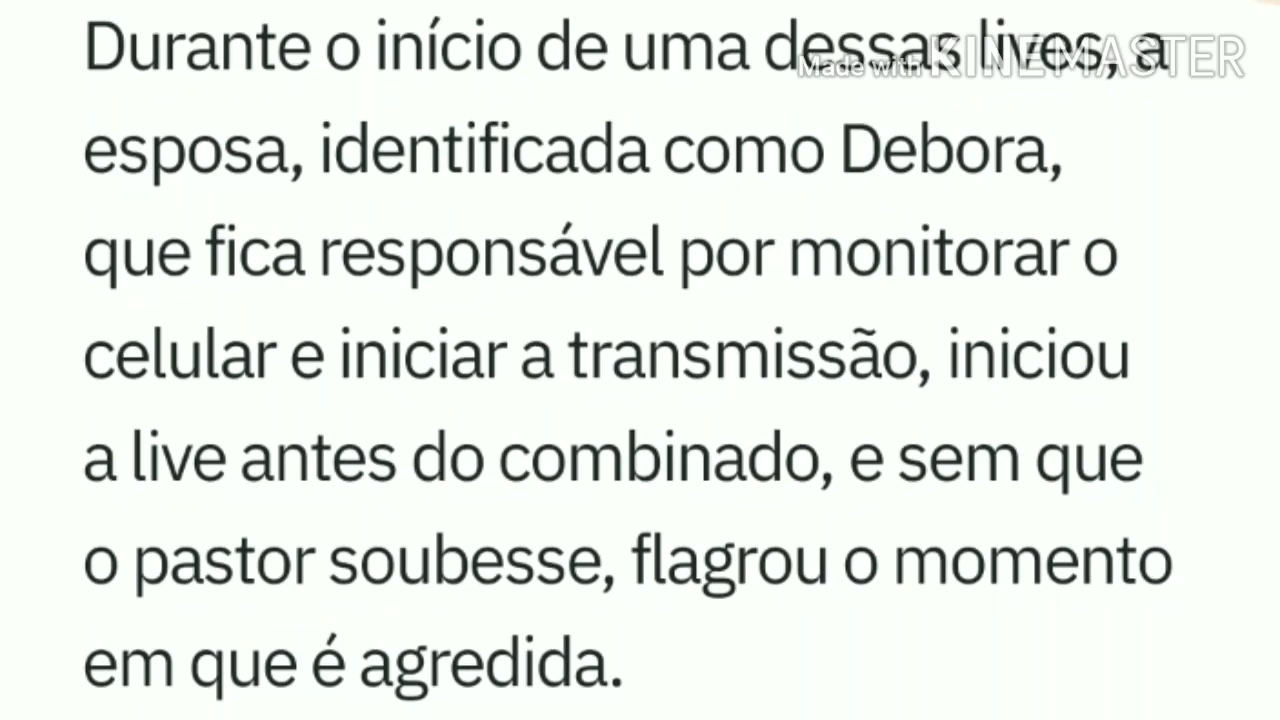 Durante o início de uma dessas lives, a
Made with KINEMASTER
esposa, identificada como Debora,
que fica responsável por monitorar o
celular e iniciar a transmissão, iniciou
a live antes do combinado, e sem que
o pastor soubesse, flagrou o momento
em que é agredida.